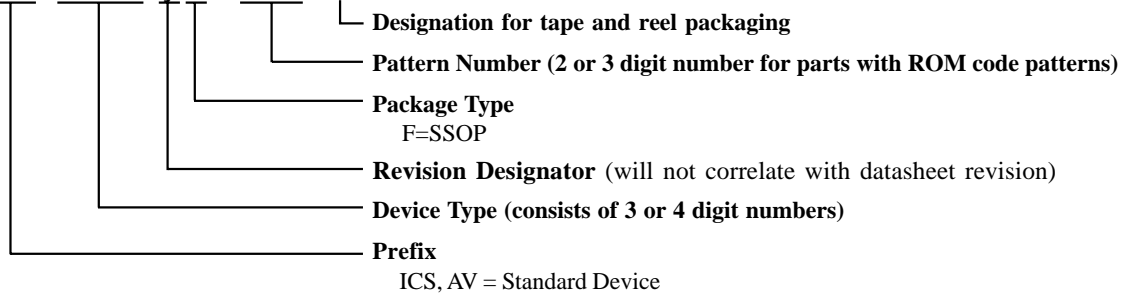 Designation for tape and reel packaging
Pattern Number (2 or 3 digit number for parts with ROM code patterns)
Package Type
F=SSOP
Revision Designator (will not correlate with datasheet revision)
Device Type (consists of 3 or 4 digit numbers)
Prefix
ICS, AV = Standard Device